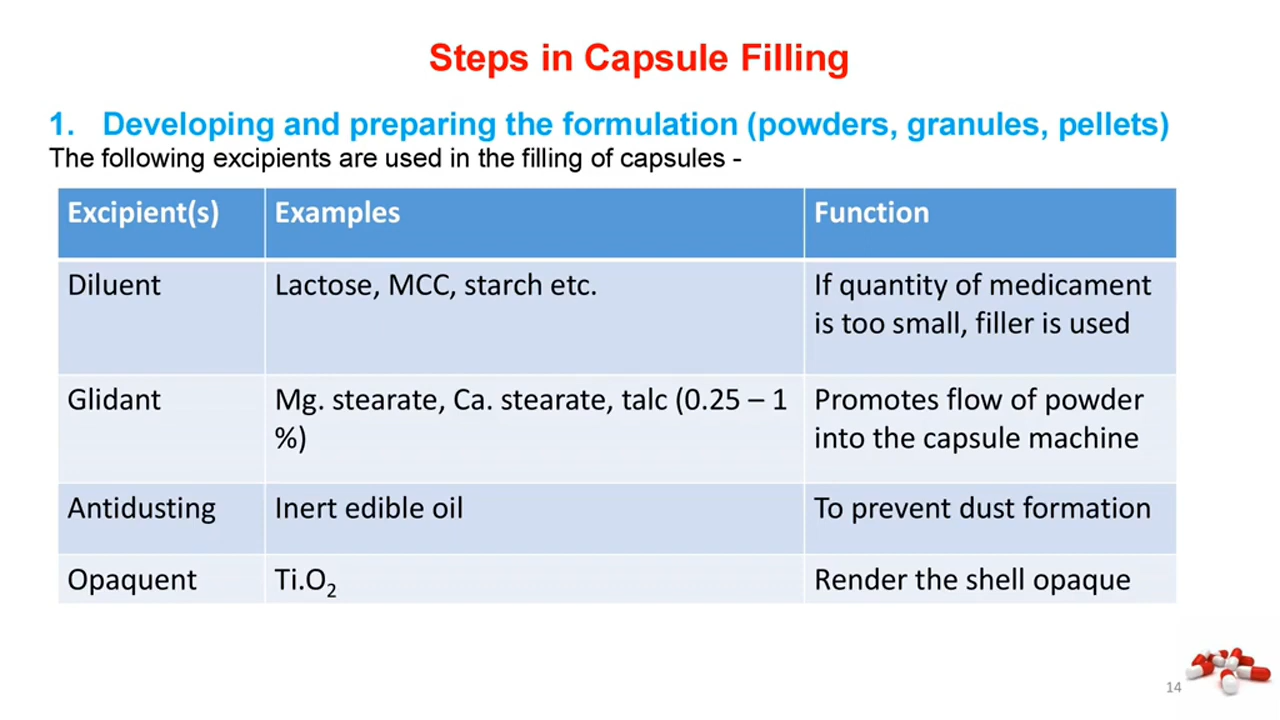 Steps in Capsule Filling
1. Developing and preparing the formulation (powders, granules, pellets)
The following excipients are used in the filling of capsules -
Excipient(s) Examples Function
Diluent Lactose, MCC, starch etc. If quantity of medicament
is too small, filler is used
Glidant Mg. stearate, Ca. stearate, talc (0.25 – 1 Promotes flow of powder
%) into the capsule machine
Antidusting Inert edible oil To prevent dust formation
Opaquent Ti.O₂ Render the shell opaque
14